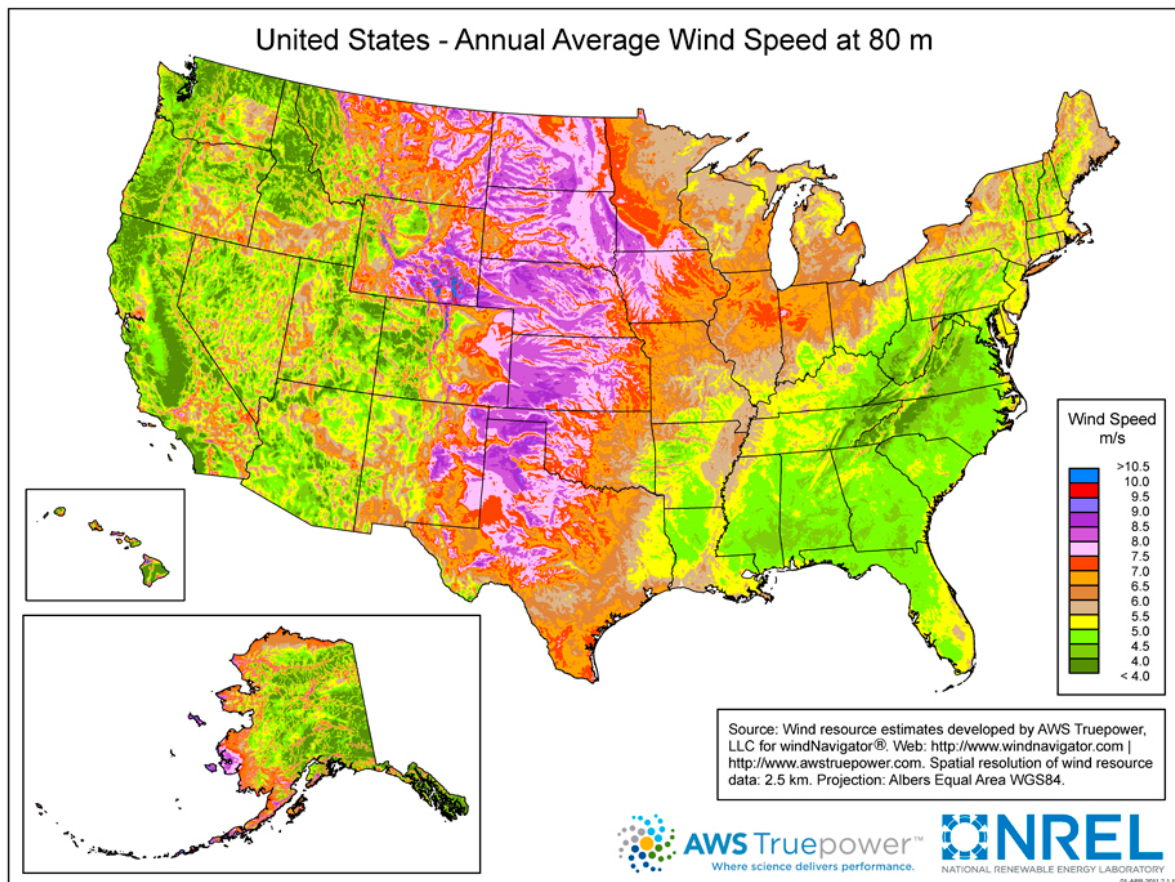 United States - Annual Average Wind Speed at 80 m
Wind Speed
m/s
>10.5
10.0
9.5
9.0
8.5
8.0
7.5
7.0
6.5
6.0
5.5
5.0
4.5
4.0
< 4.0
Source: Wind resource estimates developed by AWS Truepower,
LLC for windNavigator®. Web: http://www.windnavigator.com |
http://www.awstruepower.com. Spatial resolution of wind resource
data: 2.5 km. Projection: Albers Equal Area WGS84.
AWS Truepower™
Where science delivers performance.
NREL
NATIONAL RENEWABLE ENERGY LABORATORY